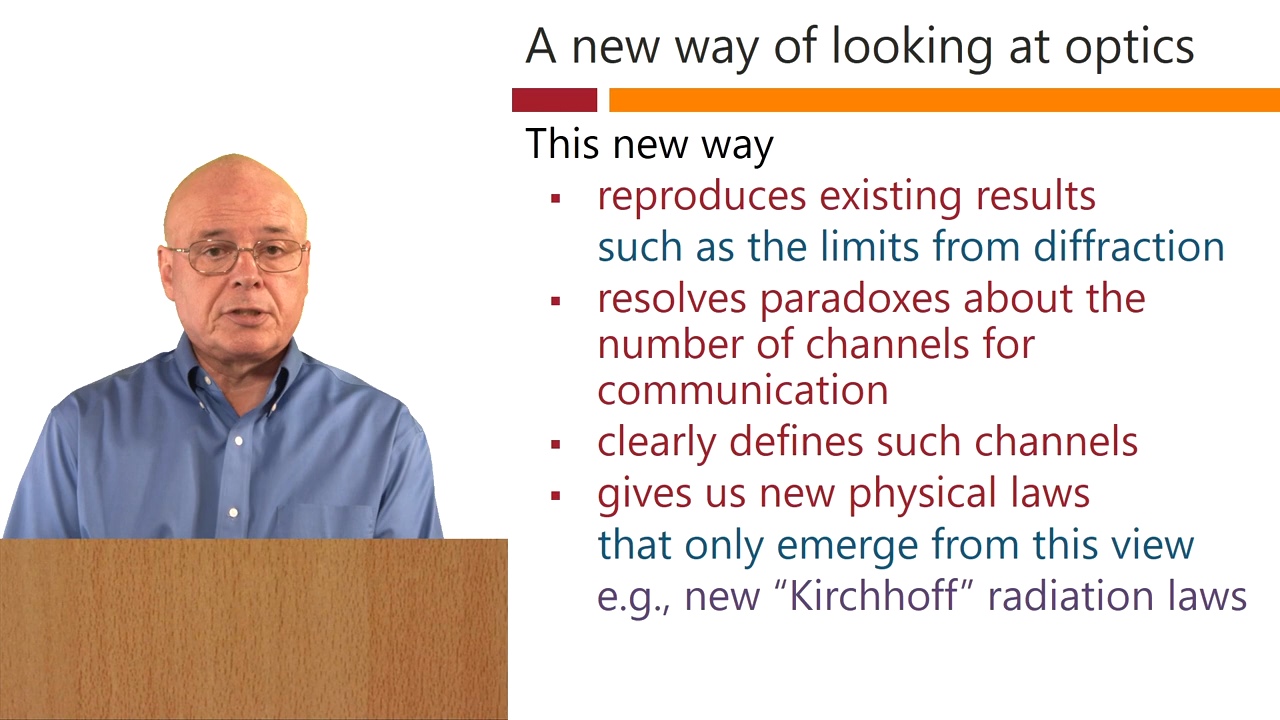 A new way of looking at optics
This new way
▪ reproduces existing results
such as the limits from diffraction
▪ resolves paradoxes about the
number of channels for
communication
▪ clearly defines such channels
▪ gives us new physical laws
that only emerge from this view
e.g., new “Kirchhoff” radiation laws